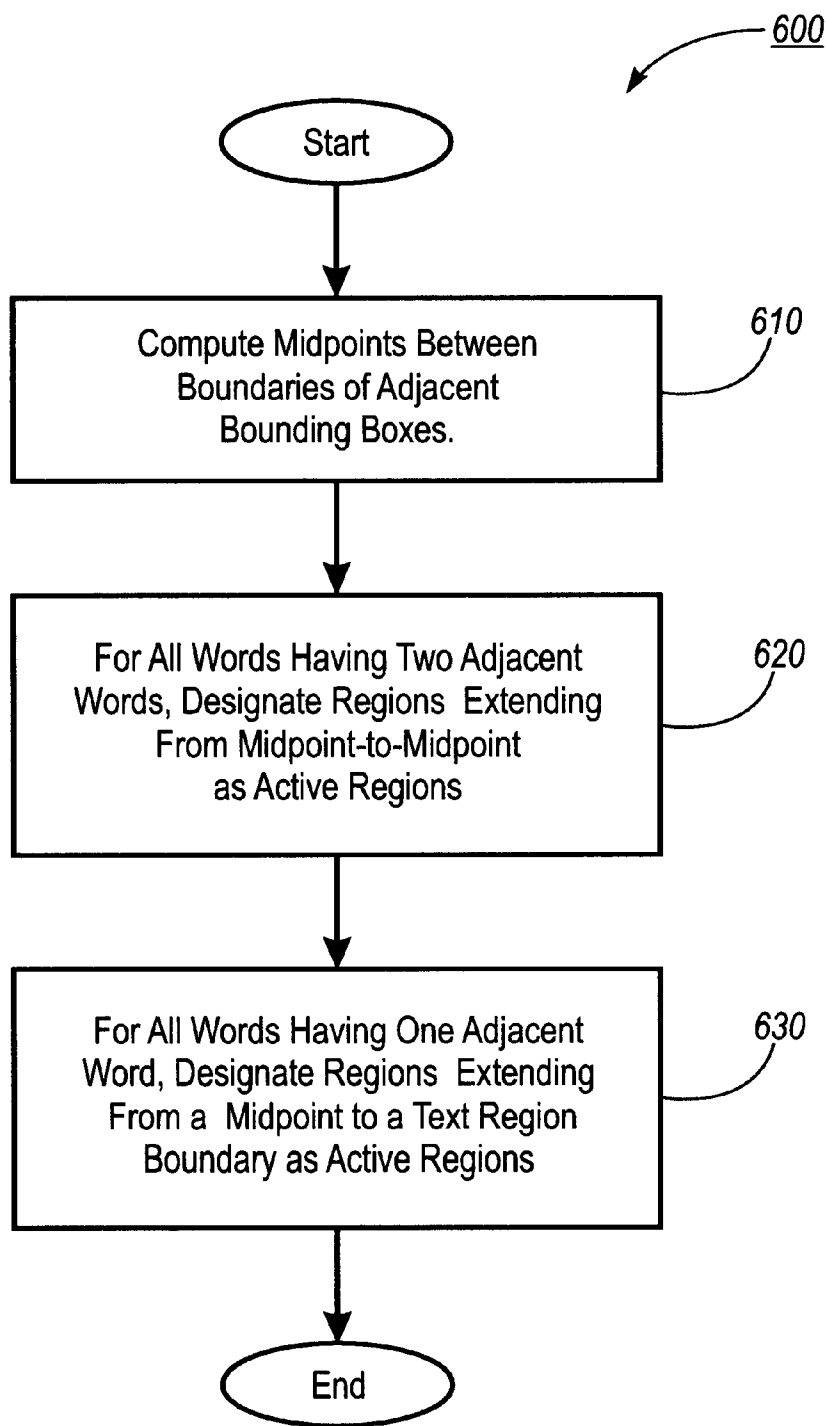 600
Start
Compute Midpoints Between
Boundaries of Adjacent
Bounding Boxes.
610
For All Words Having Two Adjacent
Words, Designate Regions Extending
From Midpoint-to-Midpoint
as Active Regions
620
For All Words Having One Adjacent
Word, Designate Regions Extending
From a Midpoint to a Text Region
Boundary as Active Regions
630
End